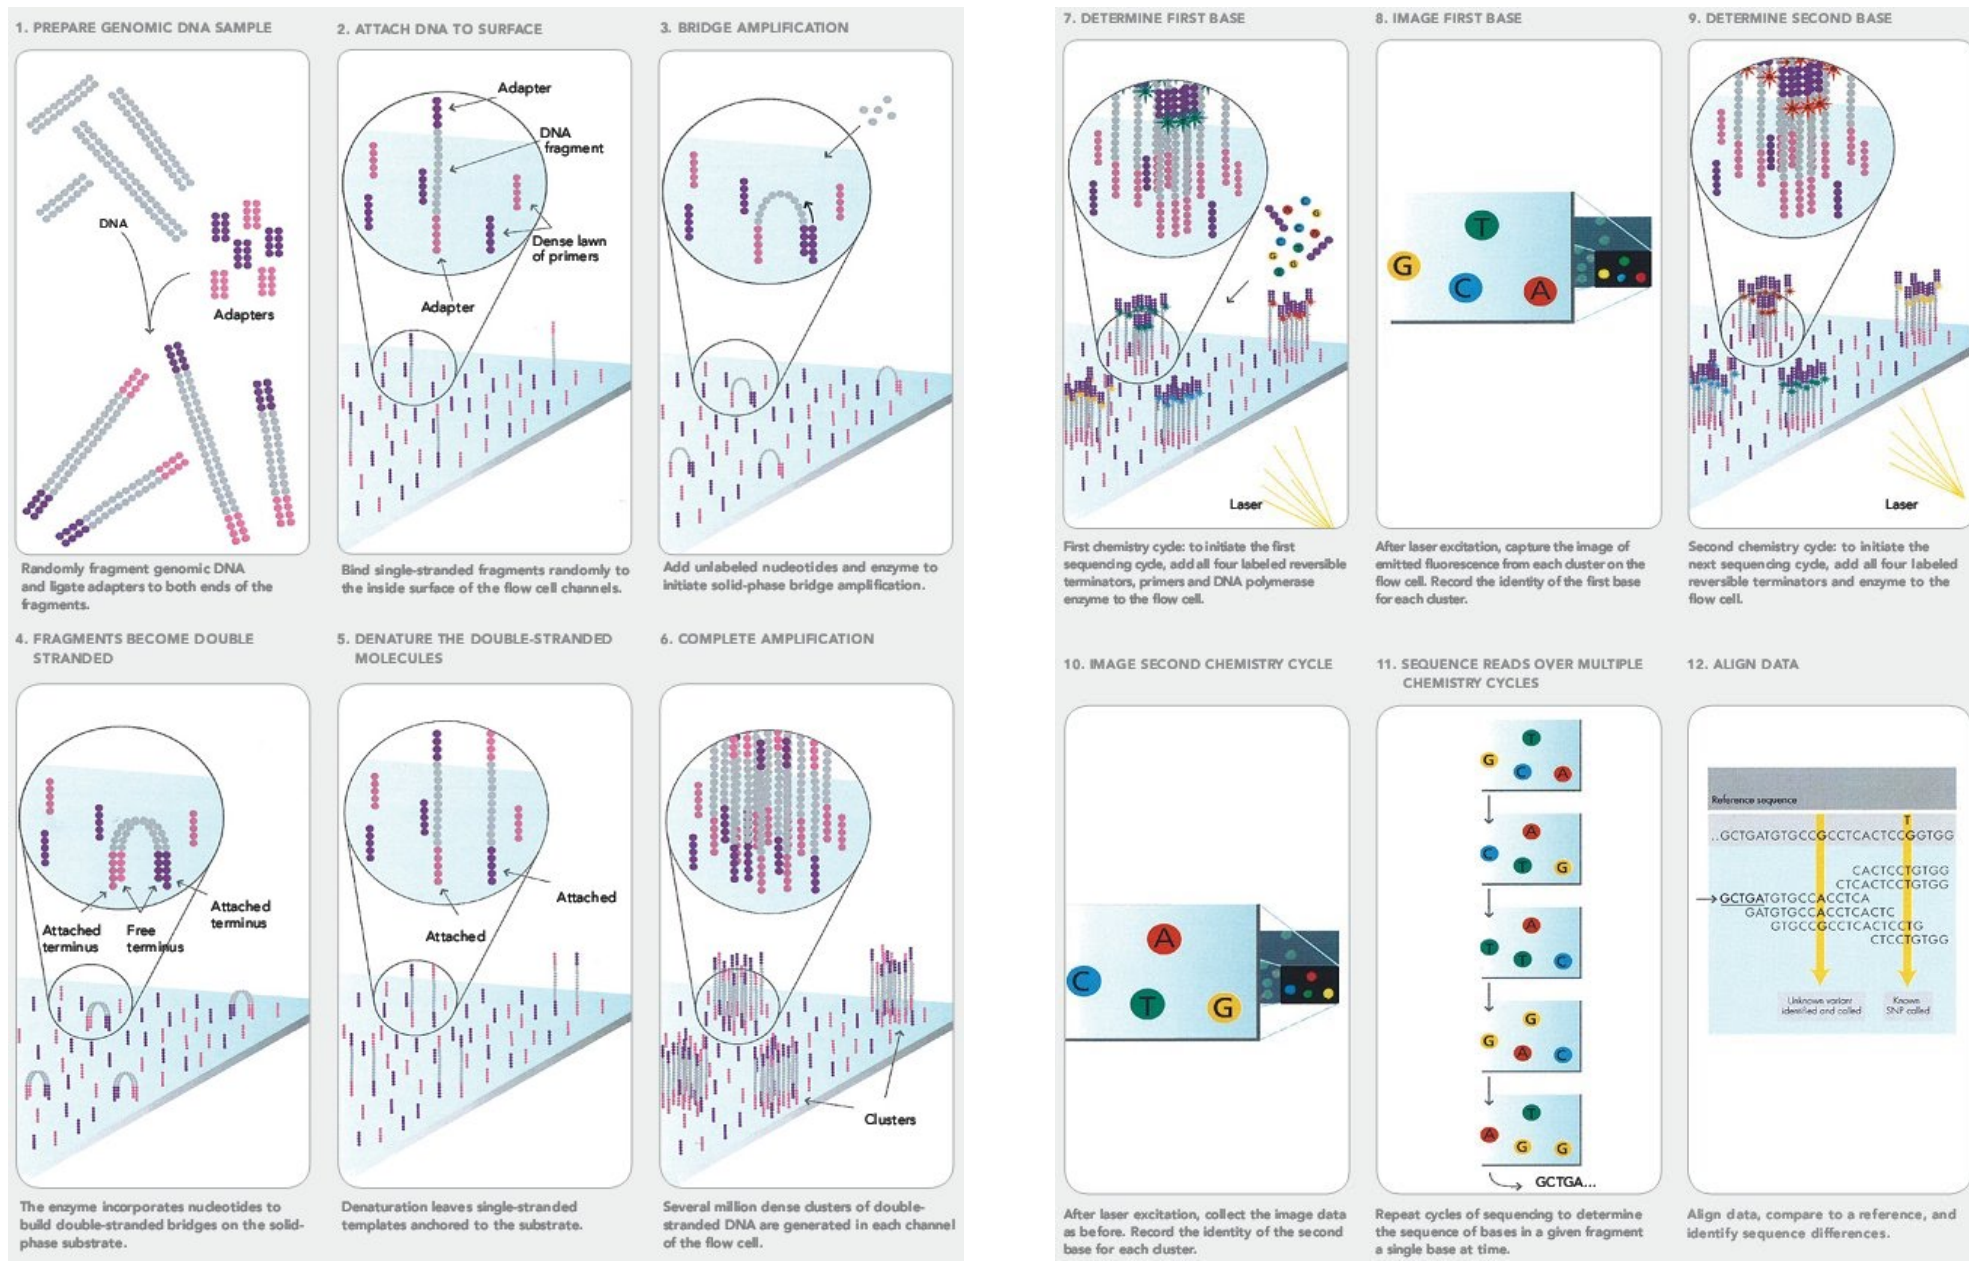 1. PREPARE GENOMIC DNA SAMPLE
DNA
Adapters
Randomly fragment genomic DNA
and ligate adapters to both ends of the
fragments.
2. ATTACH DNA TO SURFACE
Adapter
DNA
fragment
Dense lawn
of primers
Adapter
Bind single-stranded fragments randomly to
the inside surface of the flow cell channels.
3. BRIDGE AMPLIFICATION
Add unlabeled nucleotides and enzyme to
initiate solid-phase bridge amplification.
4. FRAGMENTS BECOME DOUBLE
STRANDED
Attached
terminus
Free
terminus
Attached
terminus
The enzyme incorporates nucleotides to
build double-stranded bridges on the solid-
phase substrate.
5. DENATURE THE DOUBLE-STRANDED
MOLECULES
Attached
Attached
Denaturation leaves single-stranded
templates anchored to the substrate.
6. COMPLETE AMPLIFICATION
Clusters
Several million dense clusters of double-
stranded DNA are generated in each channel
of the flow cell.
7. DETERMINE FIRST BASE
Laser
First chemistry cycle: to initiate the first
sequencing cycle, add all four labeled reversible
terminators, primers and DNA polymerase
enzyme to the flow cell.
8. IMAGE FIRST BASE
T
G
C
A
After laser excitation, capture the image of
emitted fluorescence from each cluster on the
flow cell. Record the identity of the first base
for each cluster.
9. DETERMINE SECOND BASE
Laser
Second chemistry cycle: to initiate the
next sequencing cycle, add all four labeled
reversible terminators and enzyme to the
flow cell.
10. IMAGE SECOND CHEMISTRY CYCLE
A
C
T
G
After laser excitation, collect the image data
as before. Record the identity of the second
base for each cluster.
11. SEQUENCE READS OVER MULTIPLE
CHEMISTRY CYCLES
T
G
C
A
A
C
T
G
A
T
T
C
G
G
A
C
T
A
G
G
GCTGA...
Repeat cycles of sequencing to determine
the sequence of bases in a given fragment
a single base at time.
12. ALIGN DATA
Reference sequence
T
..GCTGATGTGCCGCCTCACTCCGGTGG
CACTCCTGTGG
CTCACTCCTGTGG
GCTGATGTGCCACCTCA
GATGTGCCACCTCACTC
GTGCCGCCTCACTCCTG
CTCCTGTGG
Unknown variant
identified and called
Known
SNP called
Align data, compare to a reference, and
identify sequence differences.